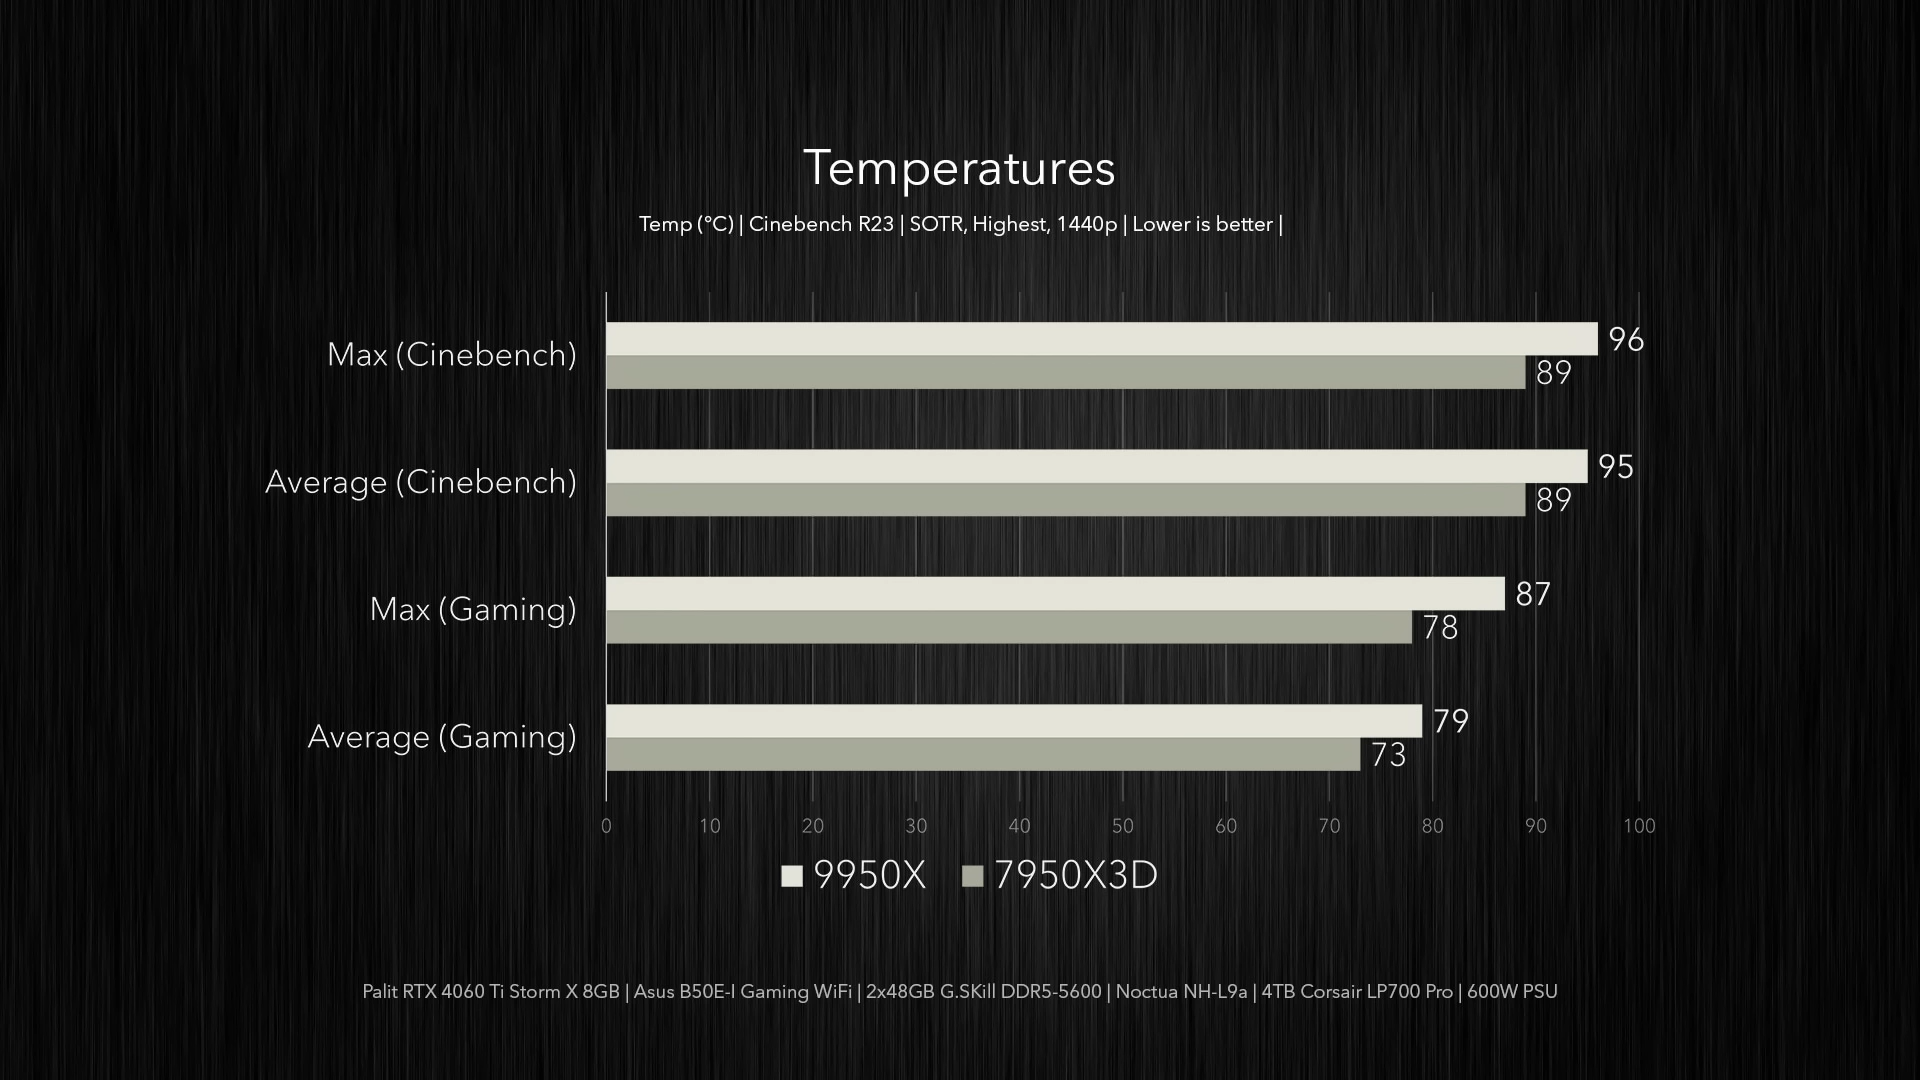 Temperatures
Temp (°C) | Cinebench R23 | SOTR, Highest, 1440p | Lower is better |
Max (Cinebench)
96
89
Average (Cinebench)
95
89
Max (Gaming)
87
78
Average (Gaming)
79
73
0 10 20 30 40 50 60 70 80 90 100
9950X 7950X3D
Palit RTX 4060 Ti Storm X 8GB | Asus B50E-I Gaming WiFi | 2x48GB G.SKill DDR5-5600 | Noctua NH-L9a | 4TB Corsair LP700 Pro | 600W PSU